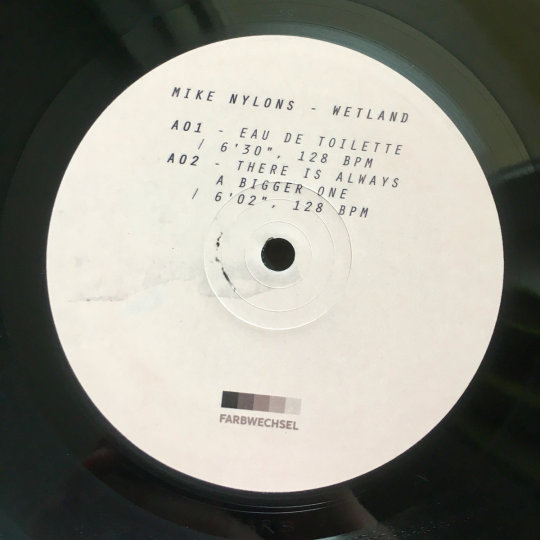 MIKE NYLONS - WETLAND
A01 - EAU DE TOILETTE
/ 6'30", 128 BPM
A02 - THERE IS ALWAYS
A BIGGER ONE
/ 6'02", 128 BPM
FARBWECHSEL